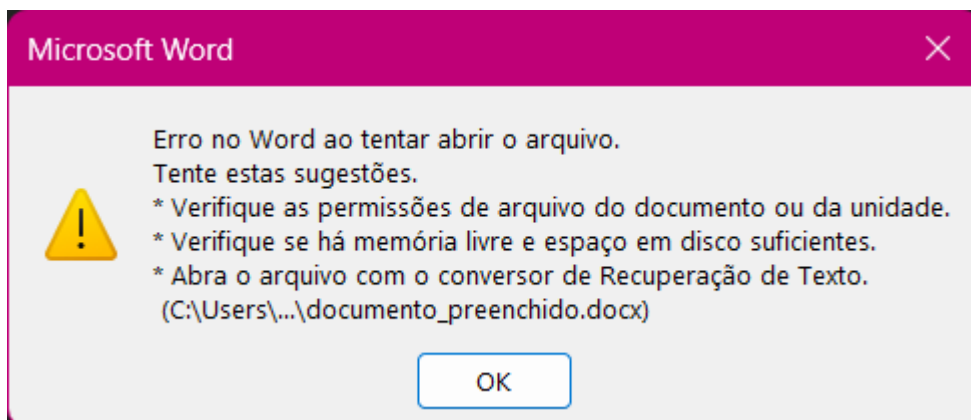 Microsoft Word
Erro no Word ao tentar abrir o arquivo.
Tente estas sugestões.
* Verifique as permissões de arquivo do documento ou da unidade.
* Verifique se há memória livre e espaço em disco suficientes.
* Abra o arquivo com o conversor de Recuperação de Texto.
(C:\Users\...\documento_preenchido.docx)
OK